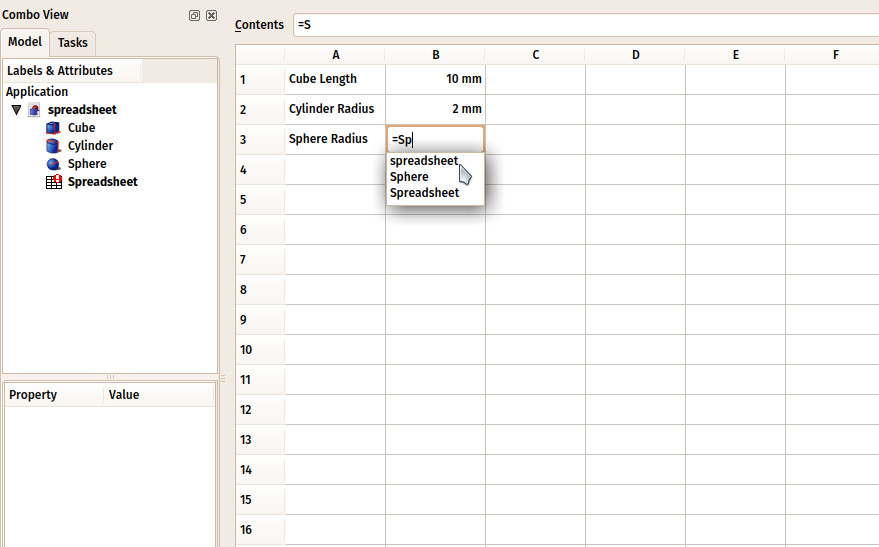 Combo View
Model Tasks
Labels & Attributes
Application
spreadsheet
Cube
Cylinder
Sphere
Spreadsheet
Property Value
Contents =S
A B C D E F
1 Cube Length 10 mm
2 Cylinder Radius 2 mm
3 Sphere Radius =Sp
spreadsheet
Sphere
Spreadsheet
4
5
6
7
8
9
10
11
12
13
14
15
16